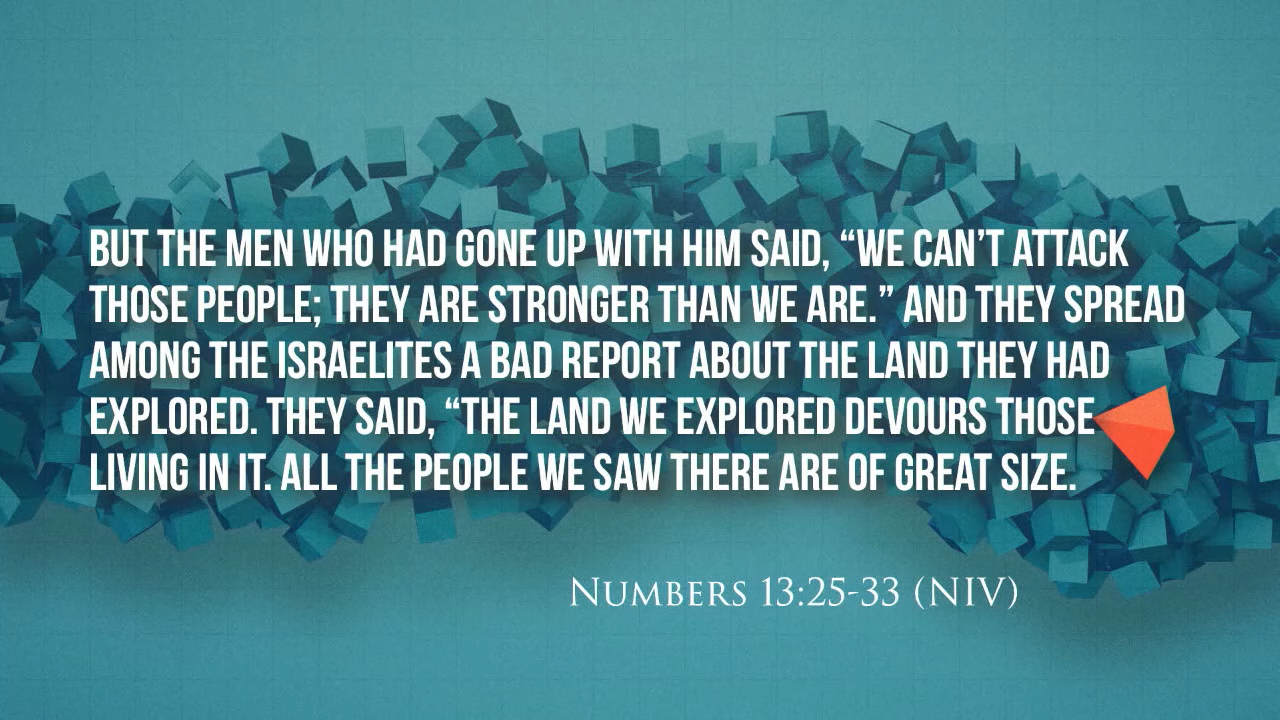 BUT THE MEN WHO HAD GONE UP WITH HIM SAID, “WE CAN’T ATTACK
THOSE PEOPLE; THEY ARE STRONGER THAN WE ARE.” AND THEY SPREAD
AMONG THE ISRAELITES A BAD REPORT ABOUT THE LAND THEY HAD
EXPLORED. THEY SAID, “THE LAND WE EXPLORED DEVOURS THOSE
LIVING IN IT. ALL THE PEOPLE WE SAW THERE ARE OF GREAT SIZE.
Numbers 13:25-33 (NIV)